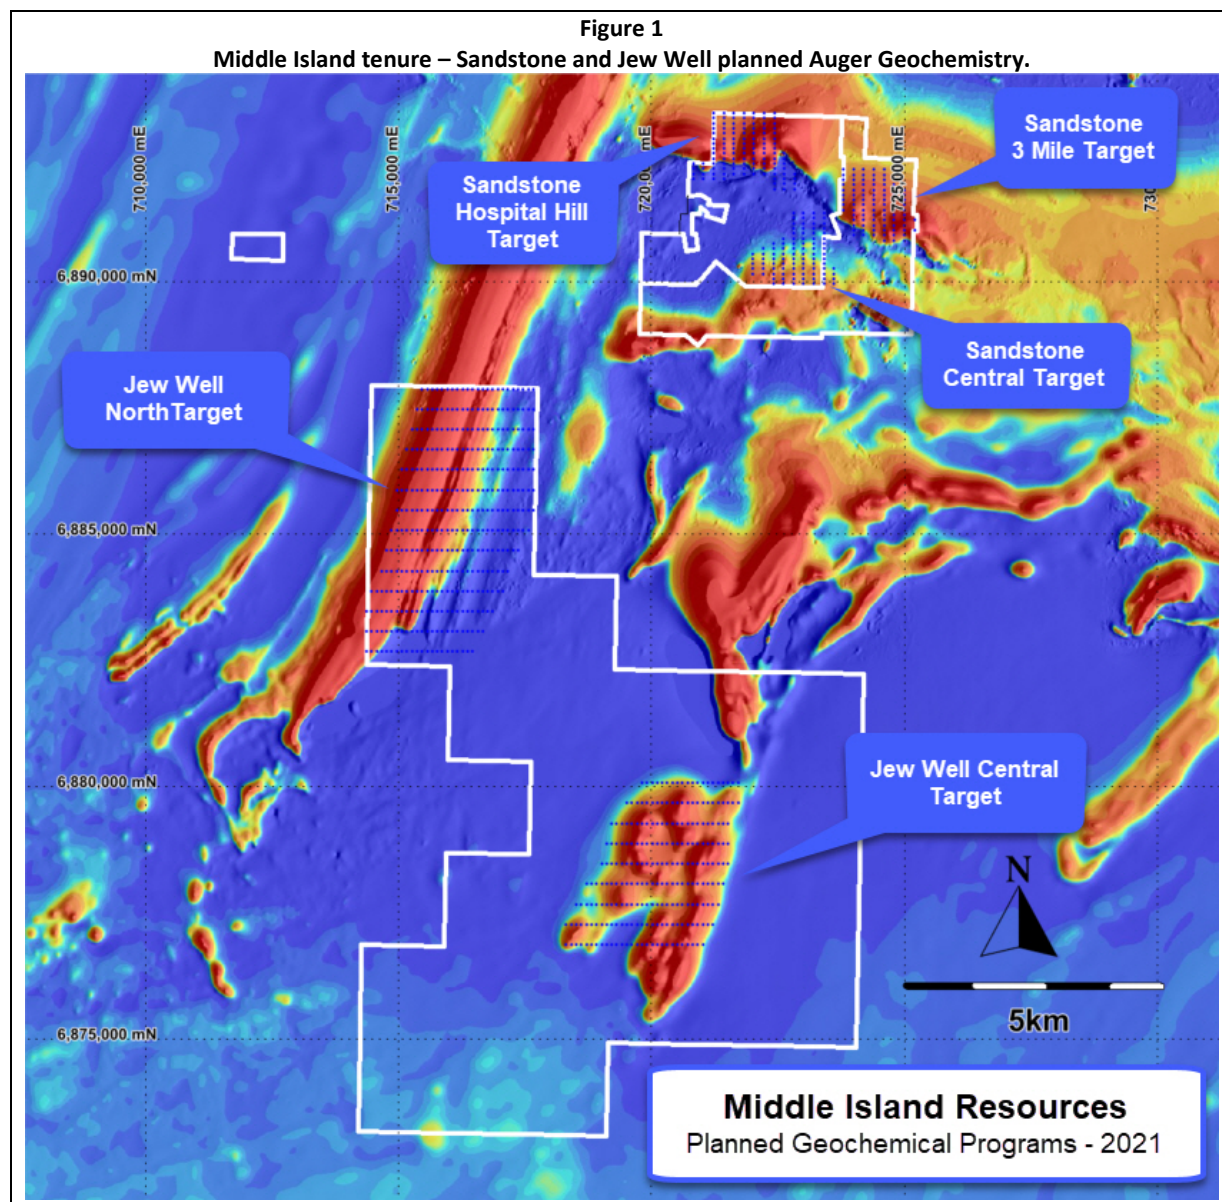 Figure 1
Middle Island tenure – Sandstone and Jew Well planned Auger Geochemistry.
710,000 mE
715,000 mE
725,000 mE
Sandstone
3 Mile Target
Sandstone
Hospital Hill
Target
6,890,000 mN
Sandstone
Central Target
Jew Well
NorthTarget
6,885,000 mN
6,880,000 mN
Jew Well Central
Target
N
5km
6,875,000 mN
Middle Island Resources
Planned Geochemical Programs - 2021